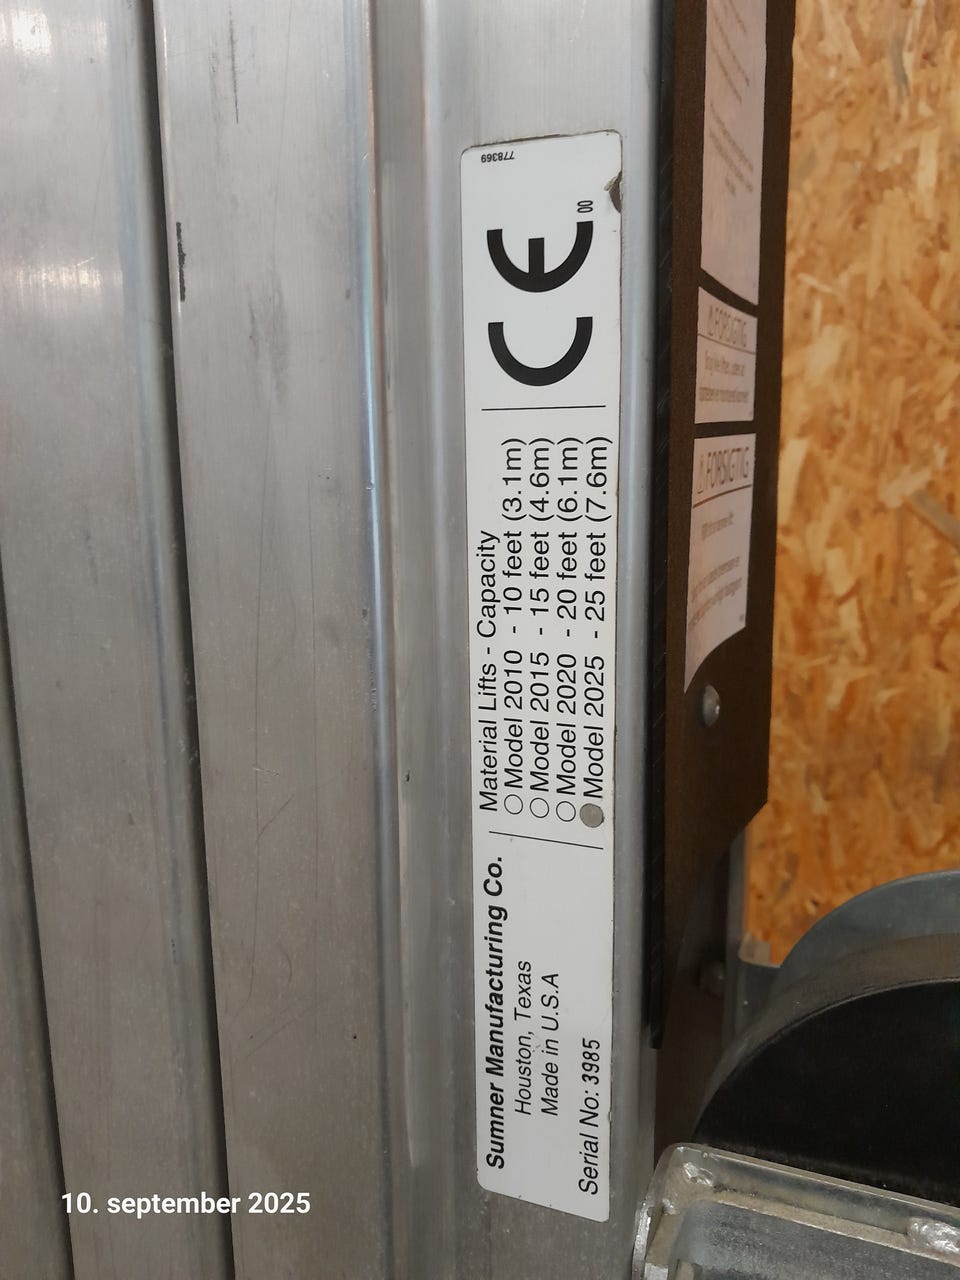 Sumner Manufacturing Co.
Houston, Texas
Made in U.S.A
Serial No: 3985
Material Lifts - Capacity
Model 2010 - 10 feet (3.1m)
Model 2015 - 15 feet (4.6m)
Model 2020 - 20 feet (6.1m)
Model 2025 - 25 feet (7.6m)
CE
00
778369
⚠FORSIGTIG
⚠FORSIGTIG
10. september 2025